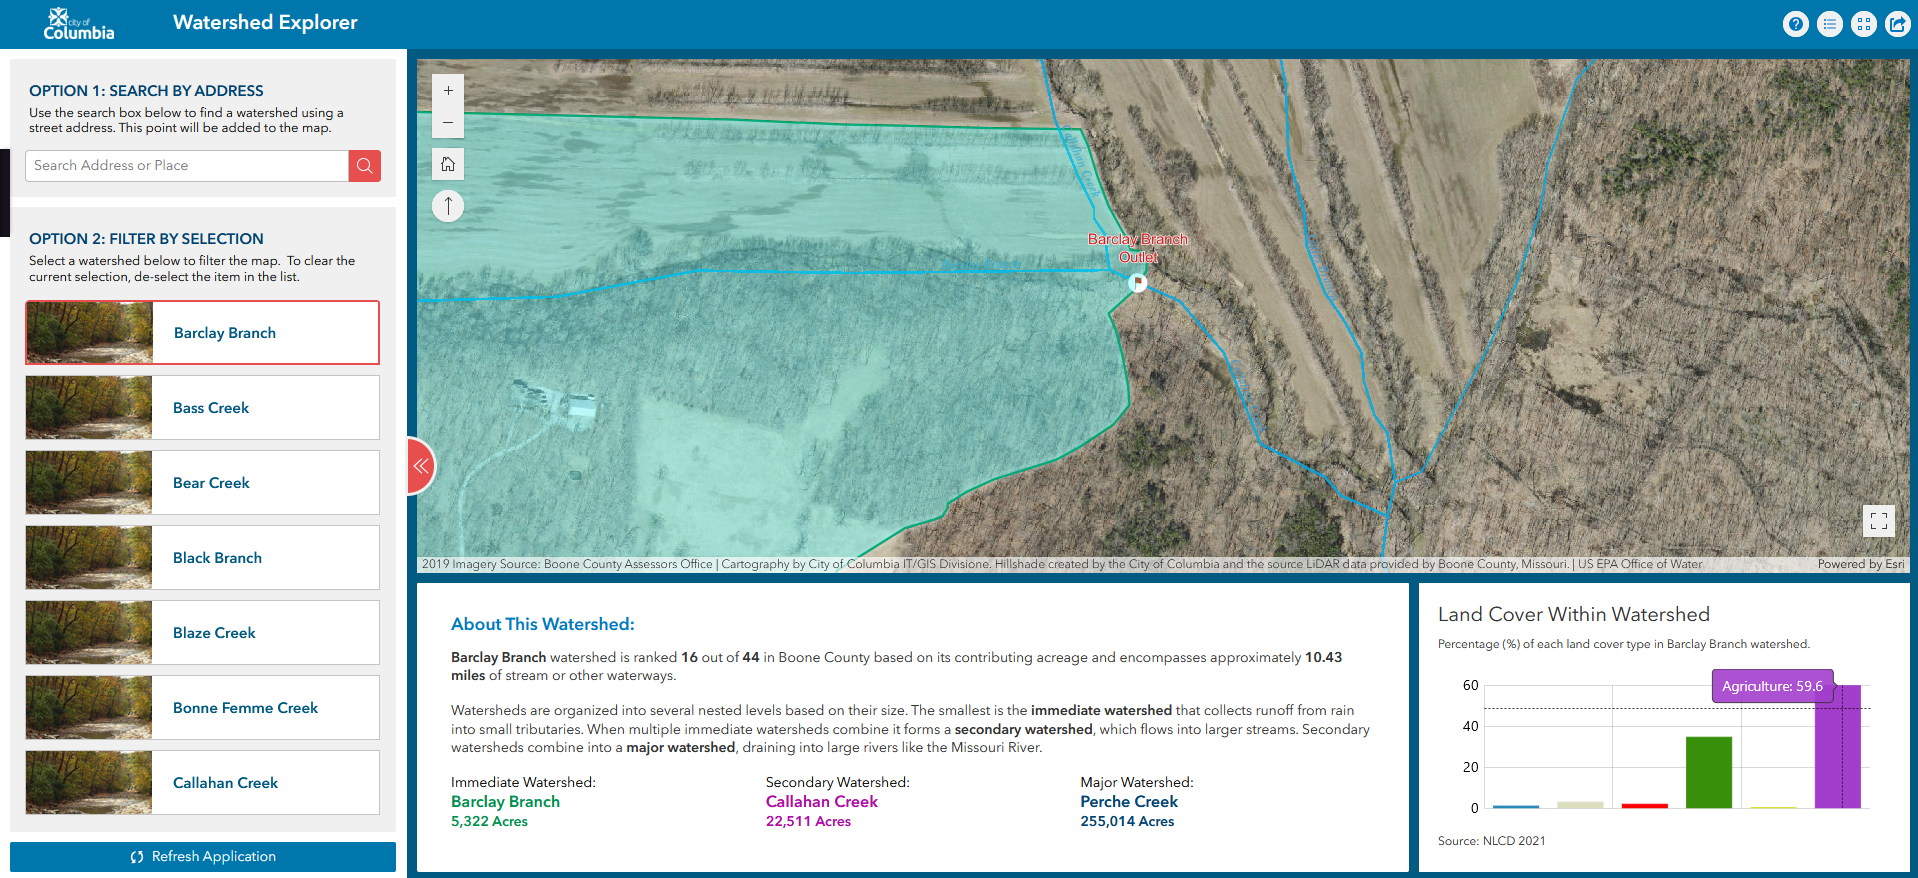 city of
Columbia
Watershed Explorer
OPTION 1: SEARCH BY ADDRESS
Use the search box below to find a watershed using a
street address. This point will be added to the map.
Search Address or Place
OPTION 2: FILTER BY SELECTION
Select a watershed below to filter the map. To clear the
current selection, de-select the item in the list.
Barclay Branch
Bass Creek
Bear Creek
Black Branch
Blaze Creek
Bonne Femme Creek
Callahan Creek
Refresh Application
Callahan Creek
Barclay Branch
Outlet
2019 Imagery Source: Boone County Assessors Office | Cartography by City of Columbia IT/GIS Divisione. Hillshade created by the City of Columbia and the source LiDAR data provided by Boone County, Missouri. | US EPA Office of Water
Powered by Esri
About This Watershed:
Barclay Branch watershed is ranked 16 out of 44 in Boone County based on its contributing acreage and encompasses approximately 10.43
miles of stream or other waterways.
Watersheds are organized into several nested levels based on their size. The smallest is the immediate watershed that collects runoff from rain
into small tributaries. When multiple immediate watersheds combine it forms a secondary watershed, which flows into larger streams. Secondary
watersheds combine into a major watershed, draining into large rivers like the Missouri River.
Immediate Watershed:
Barclay Branch
5,322 Acres
Secondary Watershed:
Callahan Creek
22,511 Acres
Major Watershed:
Perche Creek
255,014 Acres
Land Cover Within Watershed
Percentage (%) of each land cover type in Barclay Branch watershed.
Agriculture: 59.6
60
40
20
0
Source: NLCD 2021